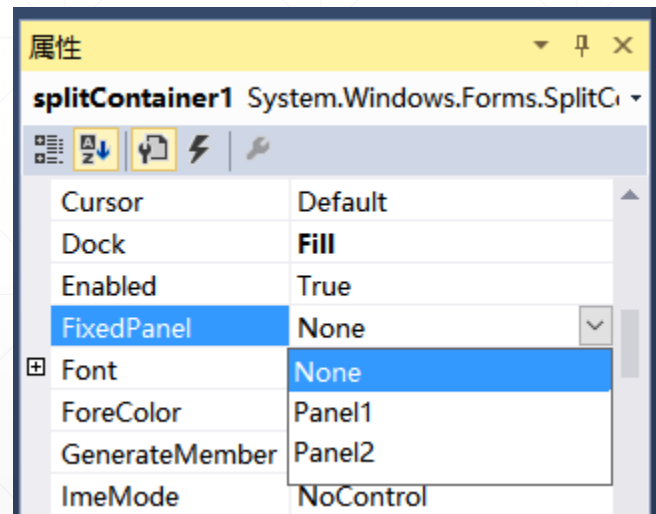 属性
splitContainer1 System.Windows.Forms.SplitC
Cursor Default
Dock Fill
Enabled True
FixedPanel None
Font None
ForeColor Panel1
GenerateMember Panel2
ImeMode NoControl